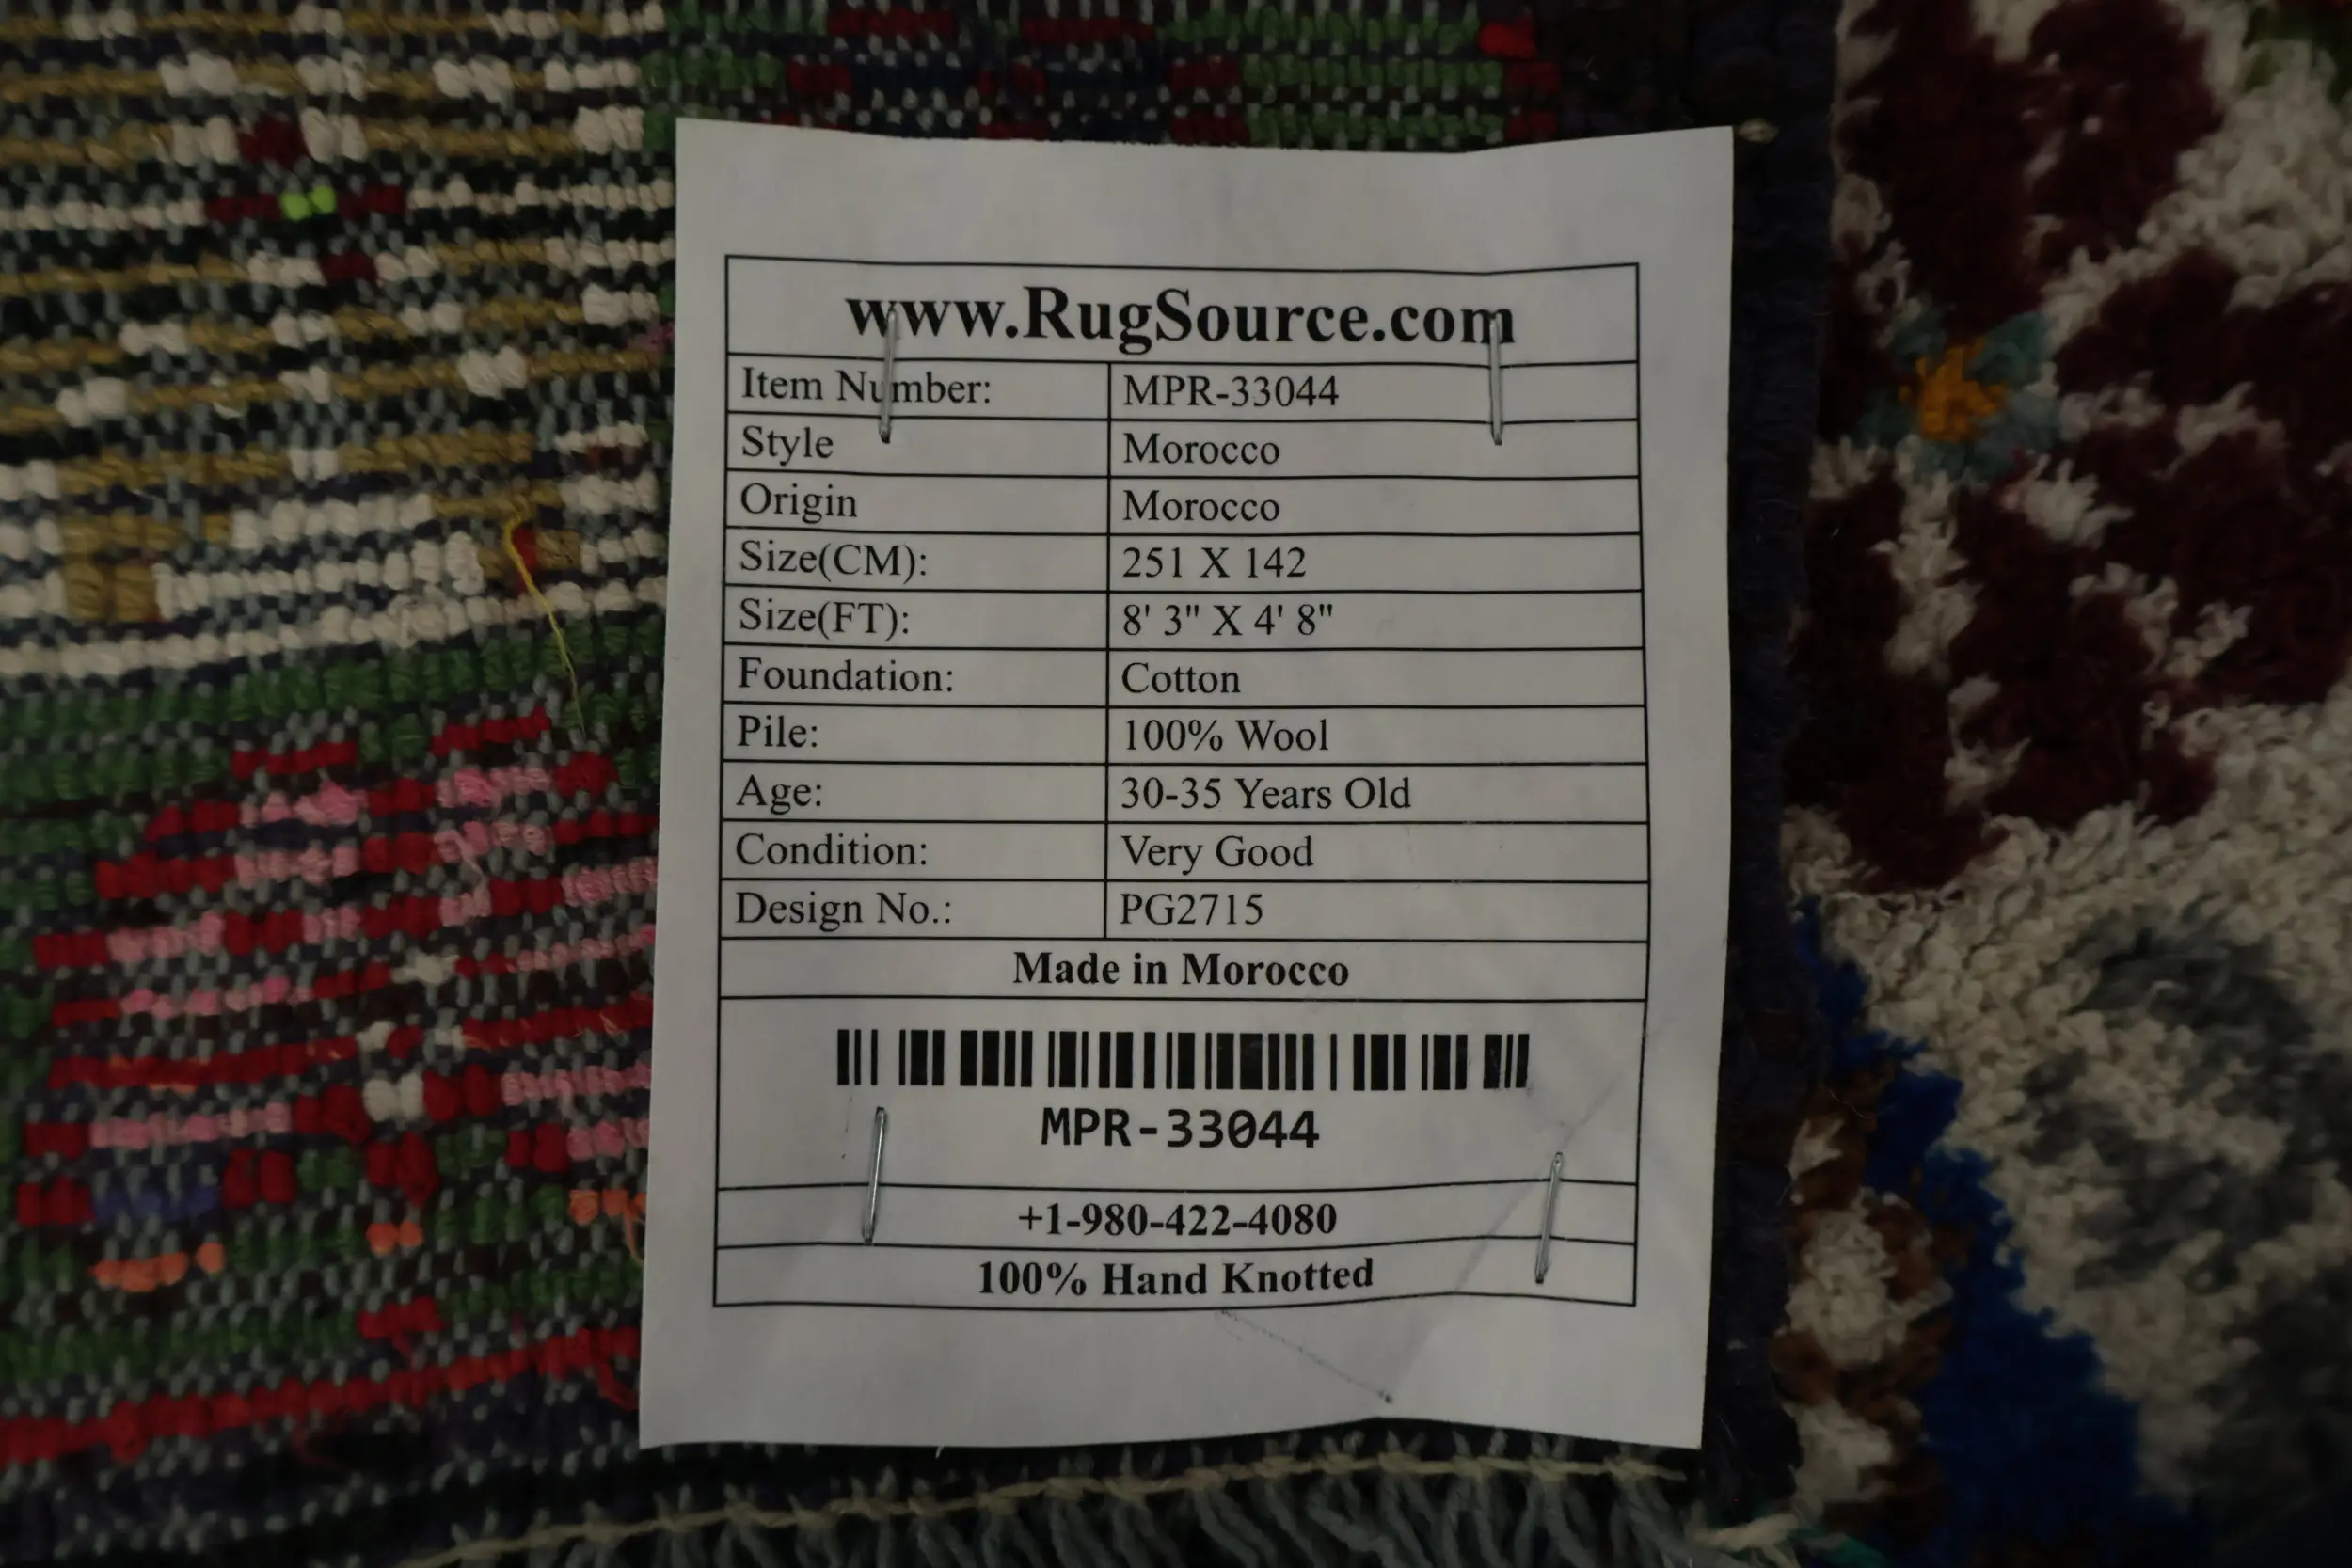 www.RugSource.com
Item Number: MPR-33044
Style Morocco
Origin Morocco
Size(CM): 251 X 142
Size(FT): 8' 3" X 4' 8"
Foundation: Cotton
Pile: 100% Wool
Age: 30-35 Years Old
Condition: Very Good
Design No.: PG2715
Made in Morocco
MPR-33044
+1-980-422-4080
100% Hand Knotted